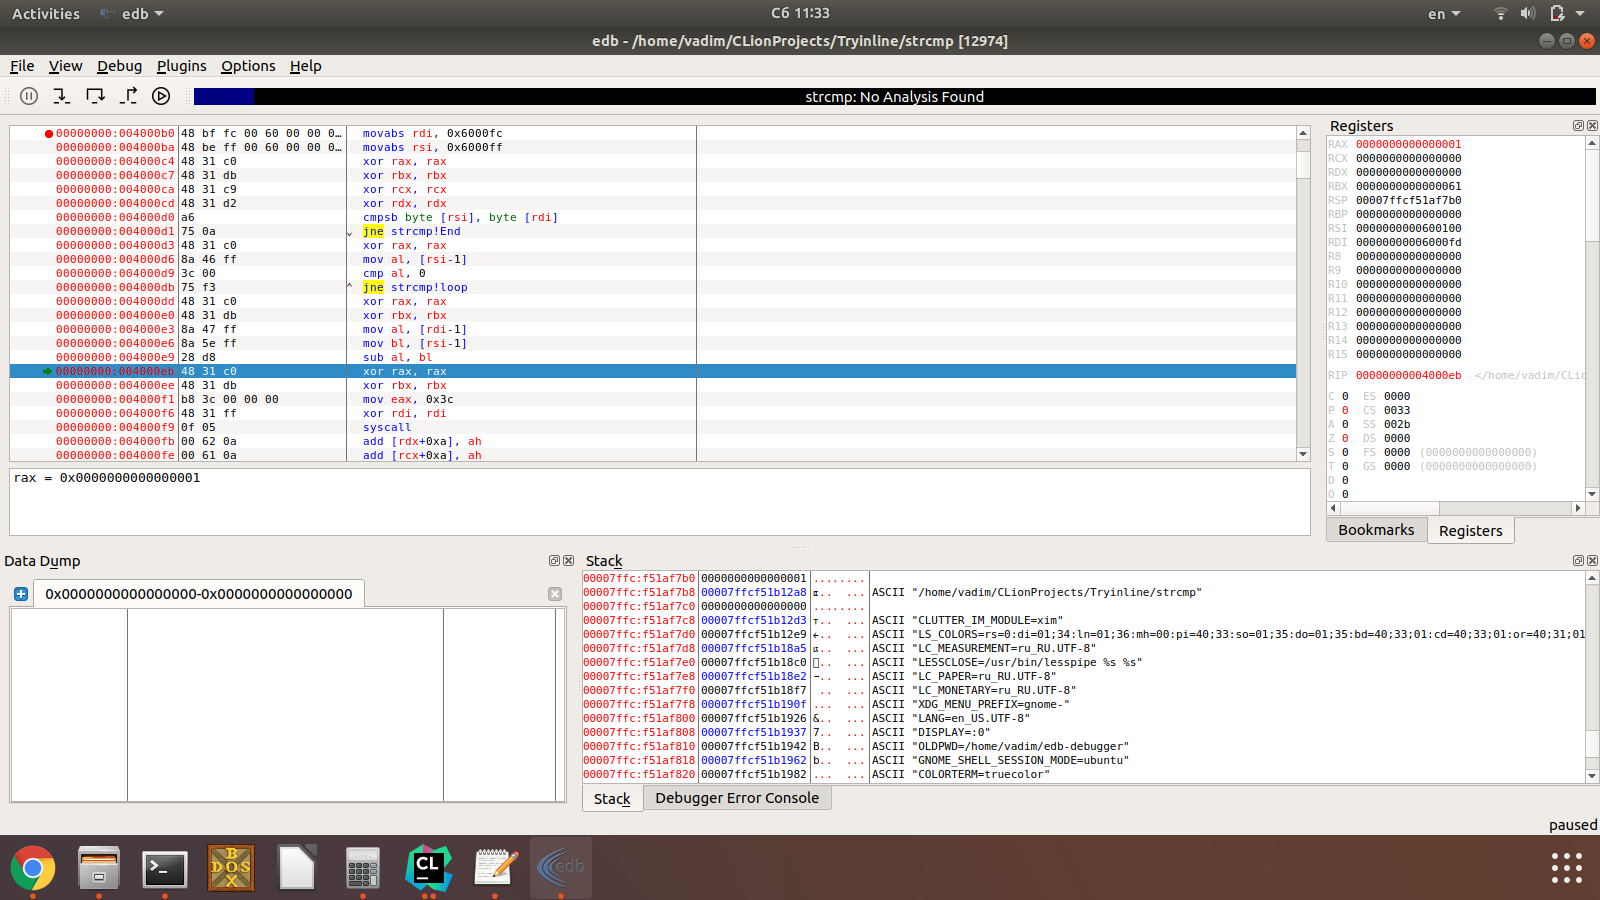 Activities edb Сб 11:33 en
edb - /home/vadim/CLionProjects/Tryinline/strcmp [12974]
File View Debug Plugins Options Help
strcmp: No Analysis Found
00000000:004000b0 48 bf fc 00 60 00 00 0… movabs rdi, 0x6000fc
00000000:004000ba 48 be ff 00 60 00 00 0… movabs rsi, 0x6000ff
00000000:004000c4 48 31 c0 xor rax, rax
00000000:004000c7 48 31 db xor rbx, rbx
00000000:004000ca 48 31 c9 xor rcx, rcx
00000000:004000cd 48 31 d2 xor rdx, rdx
00000000:004000d0 a6 cmpsb byte [rsi], byte [rdi]
00000000:004000d1 75 0a jne strcmp!End
00000000:004000d3 48 31 c0 xor rax, rax
00000000:004000d6 8a 46 ff mov al, [rsi-1]
00000000:004000d9 3c 00 cmp al, 0
00000000:004000db 75 f3 jne strcmp!loop
00000000:004000dd 48 31 c0 xor rax, rax
00000000:004000e0 48 31 db xor rbx, rbx
00000000:004000e3 8a 47 ff mov al, [rdi-1]
00000000:004000e6 8a 5e ff mov bl, [rsi-1]
00000000:004000e9 28 d8 sub al, bl
00000000:004000eb 48 31 c0 xor rax, rax
00000000:004000ee 48 31 db xor rbx, rbx
00000000:004000f1 b8 3c 00 00 00 mov eax, 0x3c
00000000:004000f6 48 31 ff xor rdi, rdi
00000000:004000f9 0f 05 syscall
00000000:004000fb 00 62 0a add [rdx+0xa], ah
00000000:004000fe 00 61 0a add [rcx+0xa], ah
rax = 0x0000000000000001
Registers
RAX 0000000000000001
RCX 0000000000000000
RDX 0000000000000000
RBX 0000000000000061
RSP 00007ffcf51af7b0
RBP 0000000000000000
RSI 0000000000600100
RDI 00000000006000fd
R8 0000000000000000
R9 0000000000000000
R10 0000000000000000
R11 0000000000000000
R12 0000000000000000
R13 0000000000000000
R14 0000000000000000
R15 0000000000000000
RIP 00000000004000eb </home/vadim/CLio
C 0 ES 0000
P 0 CS 0033
A 0 SS 002b
Z 0 DS 0000
S 0 FS 0000 (0000000000000000)
T 0 GS 0000 (0000000000000000)
D 0
O 0
Bookmarks Registers
Data Dump
0x0000000000000000-0x0000000000000000
Stack
00007ffc:f51af7b0 0000000000000001 ........
00007ffc:f51af7b8 00007ffcf51b12a8 .. ... ASCII "/home/vadim/CLionProjects/Tryinline/strcmp"
00007ffc:f51af7c0 0000000000000000 ........
00007ffc:f51af7c8 00007ffcf51b12d3 .. ... ASCII "CLUTTER_IM_MODULE=xim"
00007ffc:f51af7d0 00007ffcf51b12e9 .. ... ASCII "LS_COLORS=rs=0:di=01;34:ln=01;36:mh=00:pi=40;33:so=01;35:do=01;35:bd=40;33;01:cd=40;33;01:or=40;31;01
00007ffc:f51af7d8 00007ffcf51b18a5 .. ... ASCII "LC_MEASUREMENT=ru_RU.UTF-8"
00007ffc:f51af7e0 00007ffcf51b18c0 .. ... ASCII "LESSCLOSE=/usr/bin/lesspipe %s %s"
00007ffc:f51af7e8 00007ffcf51b18e2 .. ... ASCII "LC_PAPER=ru_RU.UTF-8"
00007ffc:f51af7f0 00007ffcf51b18f7 .. ... ASCII "LC_MONETARY=ru_RU.UTF-8"
00007ffc:f51af7f8 00007ffcf51b190f ... ... ASCII "XDG_MENU_PREFIX=gnome-"
00007ffc:f51af800 00007ffcf51b1926 &.. ... ASCII "LANG=en_US.UTF-8"
00007ffc:f51af808 00007ffcf51b1937 7.. ... ASCII "DISPLAY=:0"
00007ffc:f51af810 00007ffcf51b1942 B.. ... ASCII "OLDPWD=/home/vadim/edb-debugger"
00007ffc:f51af818 00007ffcf51b1962 b.. ... ASCII "GNOME_SHELL_SESSION_MODE=ubuntu"
00007ffc:f51af820 00007ffcf51b1982 ... ... ASCII "COLORTERM=truecolor"
Stack Debugger Error Console
paused
BOX
DOS
CL
edb